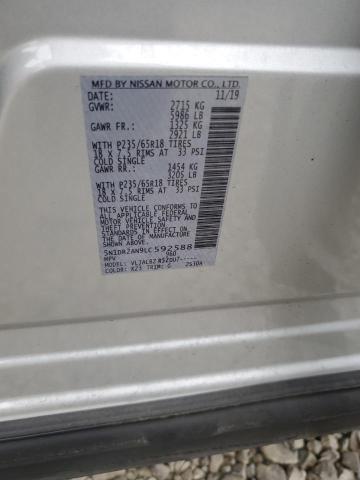 MFD BY NISSAN MOTOR CO., LTD.
DATE: 11/19
GVWR: 2715 KG
5986 LB
GAWR FR.: 1325 KG
2921 LB
WITH P235/65R18 TIRES
18 X 7.5 RIMS AT 33 PSI
COLD SINGLE
GAWR RR.: 1454 KG
3205 LB
WITH P235/65R18 TIRES
18 X 7.5 RIMS AT 33 PSI
COLD SINGLE
THIS VEHICLE CONFORMS TO ALL
APPLICABLE FEDERAL MOTOR
VEHICLE SAFETY AND THEFT
PREVENTION STANDARDS IN
EFFECT ON THE DATE OF
MANUFACTURE SHOWN ABOVE.
5N1DR2AN9LC592588
MPV 960
MODEL:
COLOR: K23 TRIM: G